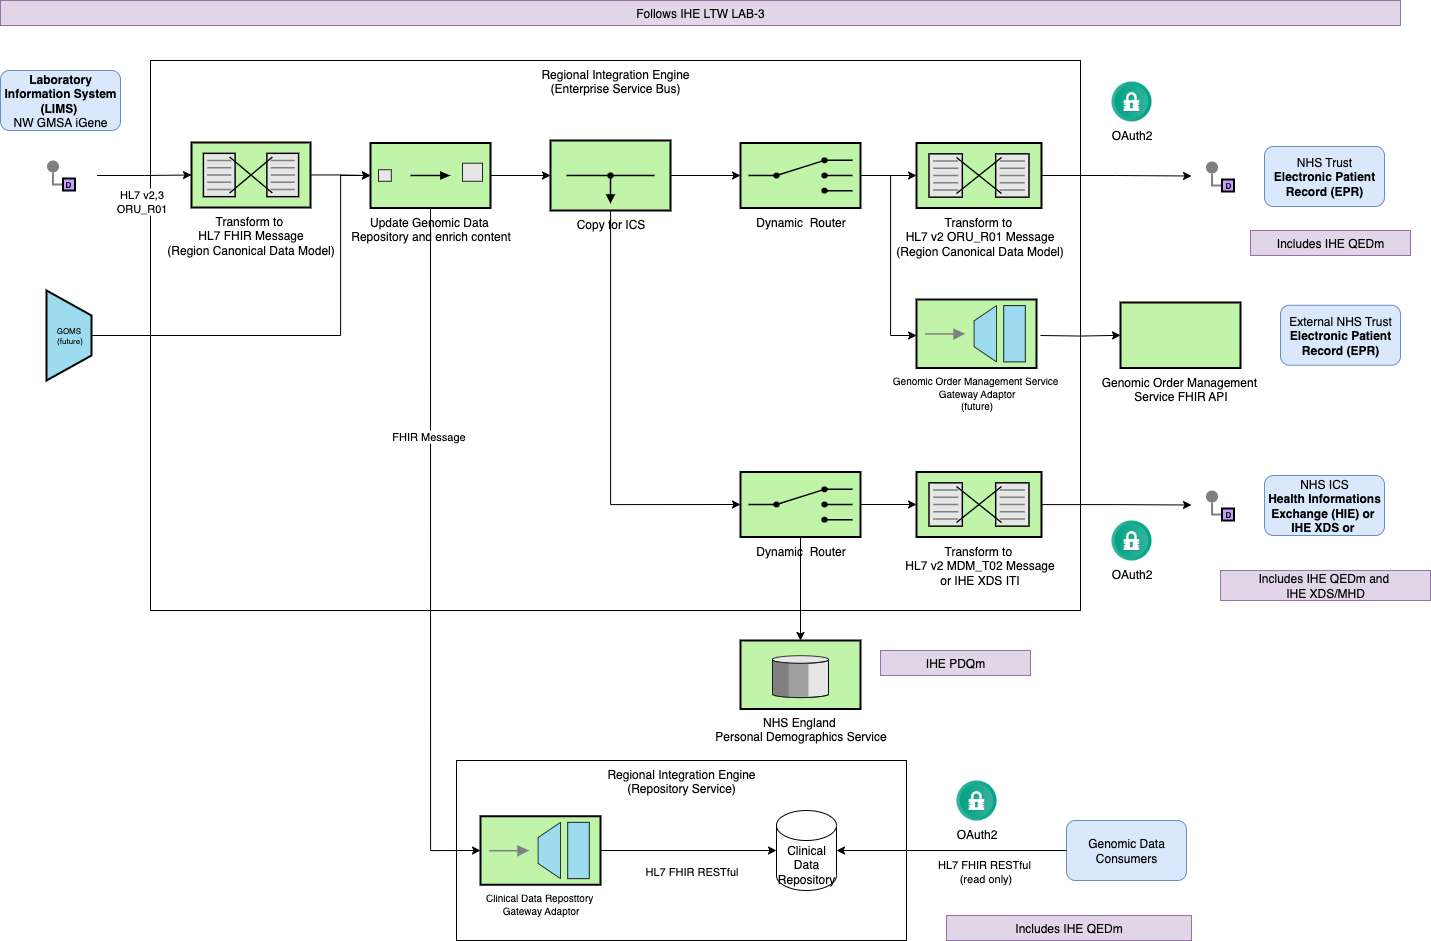 Follows IHE LTW LAB-3
Regional Integration Engine
(Enterprise Service Bus)
Laboratory
Information System
(LIMS)
NW GMSA iGene
D
HL7 v2,3
ORU_R01
Transform to
HL7 FHIR Message
(Region Canonical Data Model)
Update Genomic Data
Repository and enrich content
Copy for ICS
Dynamic Router
Transform to
HL7 v2 ORU_R01 Message
(Region Canonical Data Model)
OAuth2
D
NHS Trust
Electronic Patient
Record (EPR)
Includes IHE QEDm
GOMS
(future)
Genomic Order Management Service
Gateway Adaptor
(future)
Genomic Order Management
Service FHIR API
External NHS Trust
Electronic Patient
Record (EPR)
FHIR Message
Dynamic Router
Transform to
HL7 v2 MDM_T02 Message
or IHE XDS ITI
OAuth2
D
NHS ICS
Health Informations
Exchange (HIE) or
IHE XDS or
Includes IHE QEDm and
IHE XDS/MHD
IHE PDQm
NHS England
Personal Demographics Service
Regional Integration Engine
(Repository Service)
Clinical Data Reposttory
Gateway Adaptor
HL7 FHIR RESTful
Clinical
Data
Repository
OAuth2
HL7 FHIR RESTful
(read only)
Genomic Data
Consumers
Includes IHE QEDm